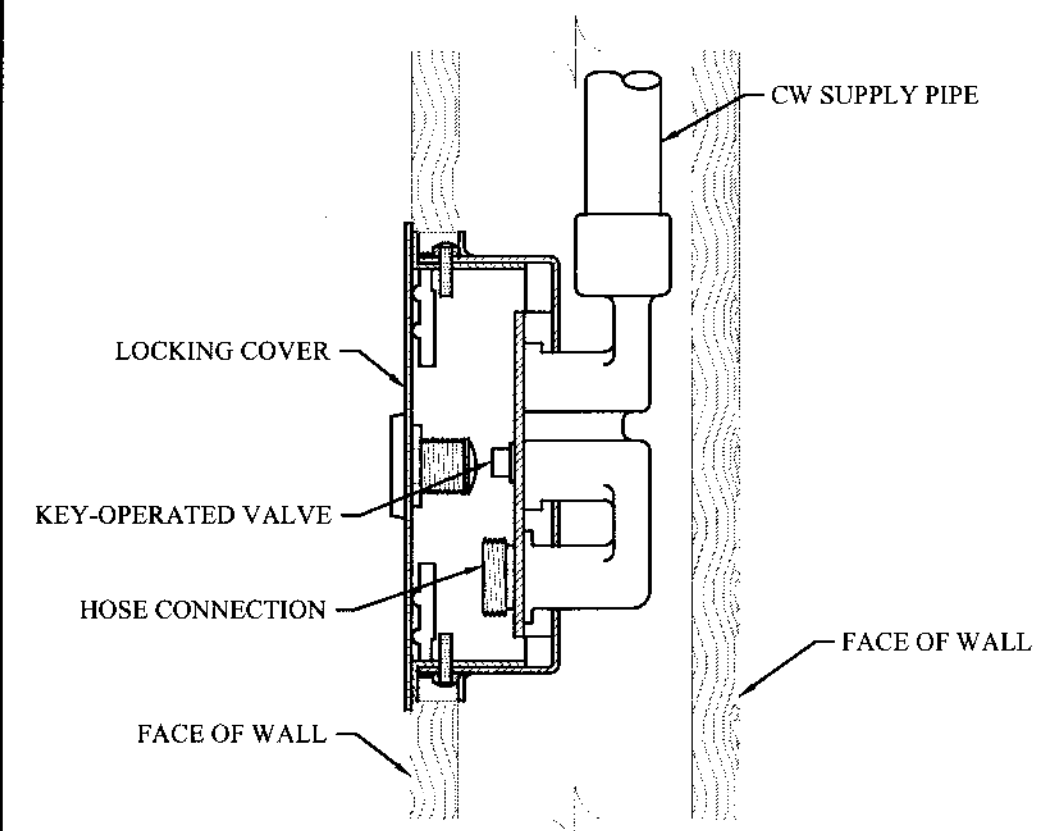 CW SUPPLY PIPE
LOCKING COVER
KEY-OPERATED VALVE
HOSE CONNECTION
FACE OF WALL
FACE OF WALL